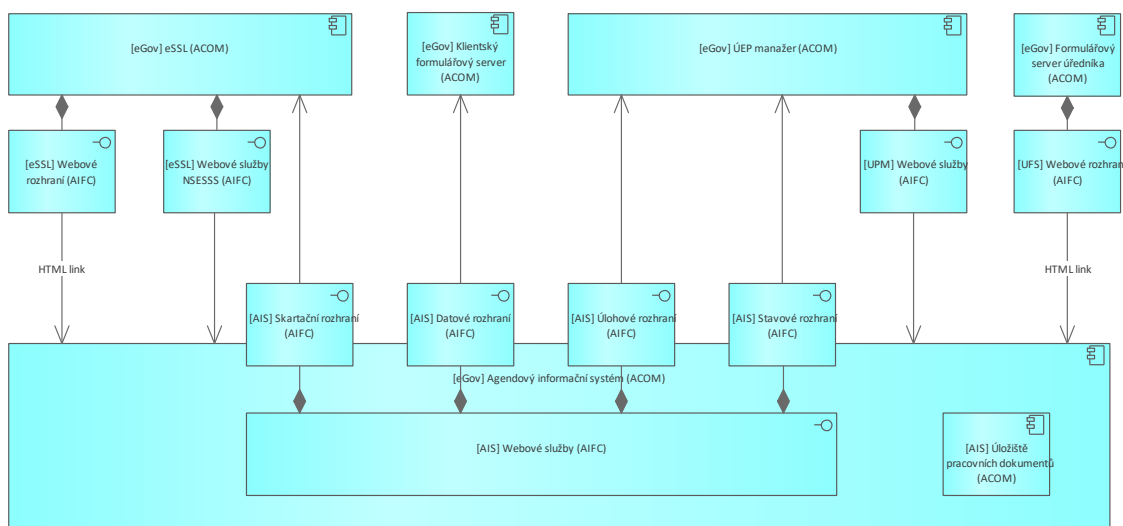 [eGov] eSSL (ACOM)
[eGov] Klientský
formulářový server
(ACOM)
[eGov] ÚEP manažer (ACOM)
[eGov] Formulářový
server úředníka
(ACOM)
[eSSL] Webové
rozhraní (AIFC)
[eSSL] Webové služby
NSESSS (AIFC)
[UPM] Webové služby
(AIFC)
[UFS] Webové rozhran
(AIFC)
HTML link
HTML link
[AIS] Skartační rozhraní
(AIFC)
[AIS] Datové rozhraní
(AIFC)
[AIS] Úlohové rozhraní
(AIFC)
[AIS] Stavové rozhraní
(AIFC)
[eGov] Agendový informační systém (ACOM)
[AIS] Webové služby (AIFC)
[AIS] Úložiště
pracovních dokumentů
(ACOM)